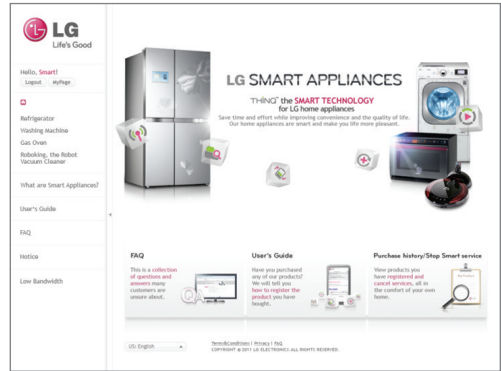 LG
Life's Good
Hello, Smart!
Logout MyPage
Refrigerator
Washing Machine
Gas Oven
Roboking, the Robot
Vacuum Cleaner
What are Smart Appliances?
User's Guide
FAQ
Notice
Low Bandwidth
LG SMART APPLIANCES
THINQ™ the SMART TECHNOLOGY
for LG home appliances
Save time and effort while improving convenience and the quality of life.
Our home appliances are smart and make you life more pleasant.
FAQ
This is a collection
of questions and
answers many
customers are
unsure about.
QA
User's Guide
Have you purchased
any of our products?
We will tell you
how to register the
product you have
bought.
Purchase history/Stop Smart service
View products you
have registered and
cancel services, all in
the comfort of your own
home.
US: English
Term&Conditions | Privacy | FAQ
COPYRIGHT @ 2011 LG ELECTRONICS. ALL RIGHTS RESERVED.